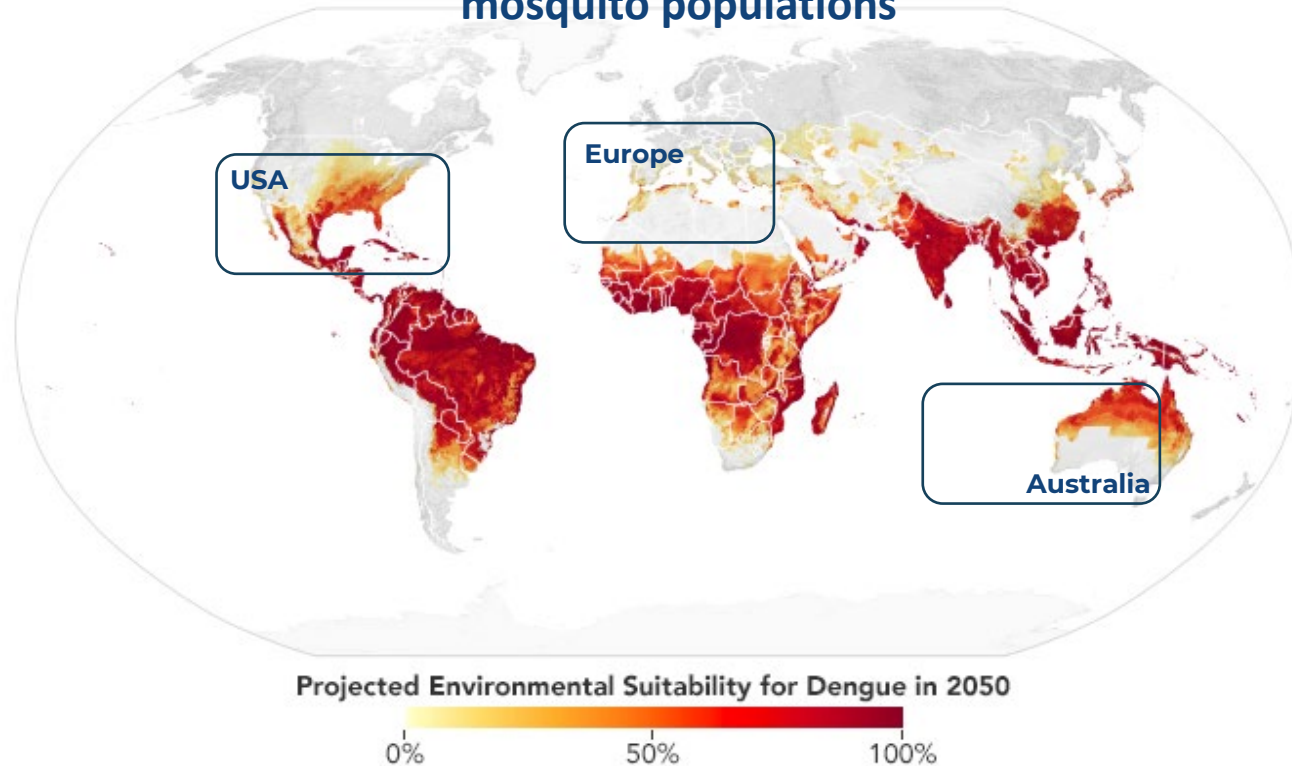 mosquito populations
Europe
USA
Australia
Projected Environmental Suitability for Dengue in 2050
0% 50% 100%